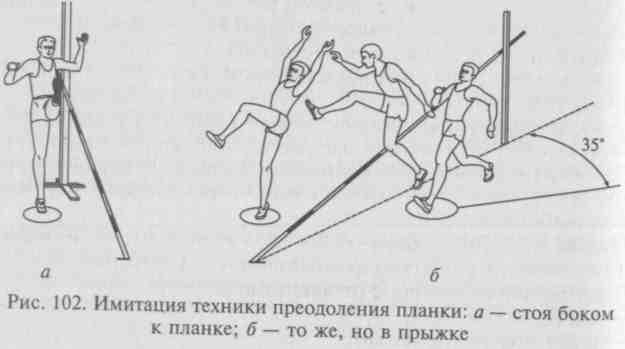 35°
а
б
Рис. 102. Имитация техники преодоления планки: а — стоя боком
к планке; б — то же, но в прыжке